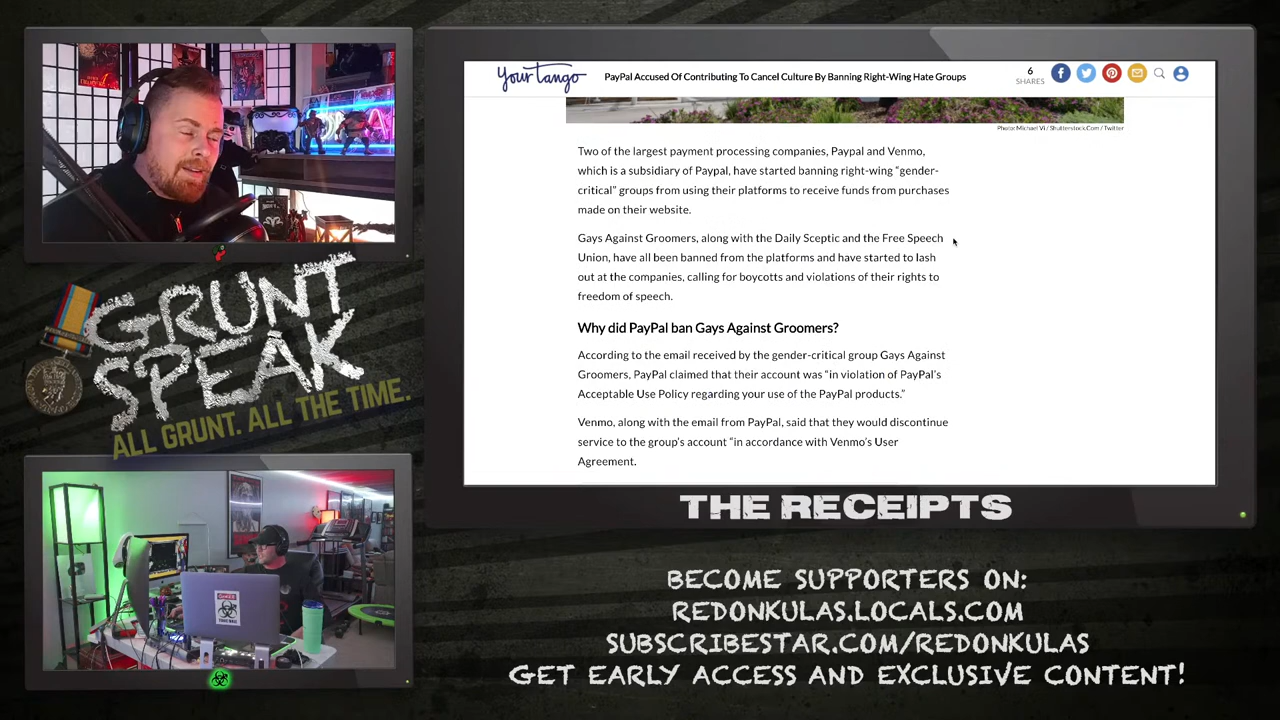 yourtango
PayPal Accused Of Contributing To Cancel Culture By Banning Right-Wing Hate Groups
6
SHARES
Photo: Michael Vi / Shutterstock.Com / Twitter
Two of the largest payment processing companies, Paypal and Venmo,
which is a subsidiary of Paypal, have started banning right-wing “gender-
critical” groups from using their platforms to receive funds from purchases
made on their website.
Gays Against Groomers, along with the Daily Sceptic and the Free Speech
Union, have all been banned from the platforms and have started to lash
out at the companies, calling for boycotts and violations of their rights to
freedom of speech.
Why did PayPal ban Gays Against Groomers?
According to the email received by the gender-critical group Gays Against
Groomers, PayPal claimed that their account was “in violation of PayPal’s
Acceptable Use Policy regarding your use of the PayPal products.”
Venmo, along with the email from PayPal, said that they would discontinue
service to the group’s account “in accordance with Venmo’s User
Agreement.
GRUNT
SPEAK
ALL GRUNT. ALL THE TIME.
THE RECEIPTS
BECOME SUPPORTERS ON:
REDONKULAS.LOCALS.COM
SUBSCRIBESTAR.COM/REDONKULAS
GET EARLY ACCESS AND EXCLUSIVE CONTENT!